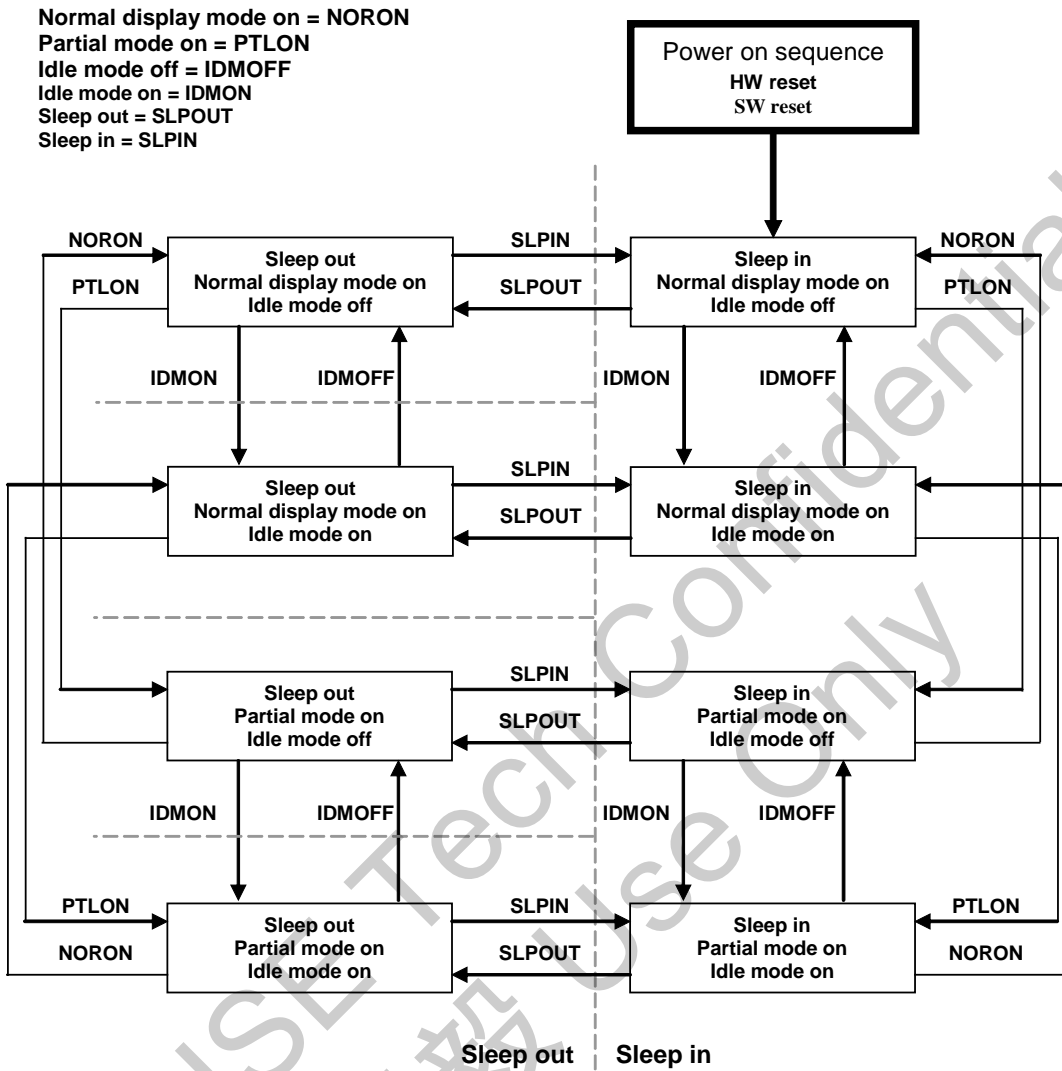 Normal display mode on = NORON
Partial mode on = PTLON
Idle mode off = IDMOFF
Idle mode on = IDMON
Sleep out = SLPOUT
Sleep in = SLPIN
Power on sequence
HW reset
SW reset
NORON
PTLON
Sleep out
Normal display mode on
Idle mode off
SLPIN
SLPOUT
Sleep in
Normal display mode on
Idle mode off
NORON
PTLON
IDMON
IDMOFF
IDMON
IDMOFF
Sleep out
Normal display mode on
Idle mode on
SLPIN
SLPOUT
Sleep in
Normal display mode on
Idle mode on
Sleep out
Partial mode on
Idle mode off
SLPIN
SLPOUT
Sleep in
Partial mode on
Idle mode off
IDMON
IDMOFF
IDMON
IDMOFF
PTLON
NORON
Sleep out
Partial mode on
Idle mode on
SLPIN
SLPOUT
Sleep in
Partial mode on
Idle mode on
PTLON
NORON
Sleep out
Sleep in
Tech Confidential
Use Only